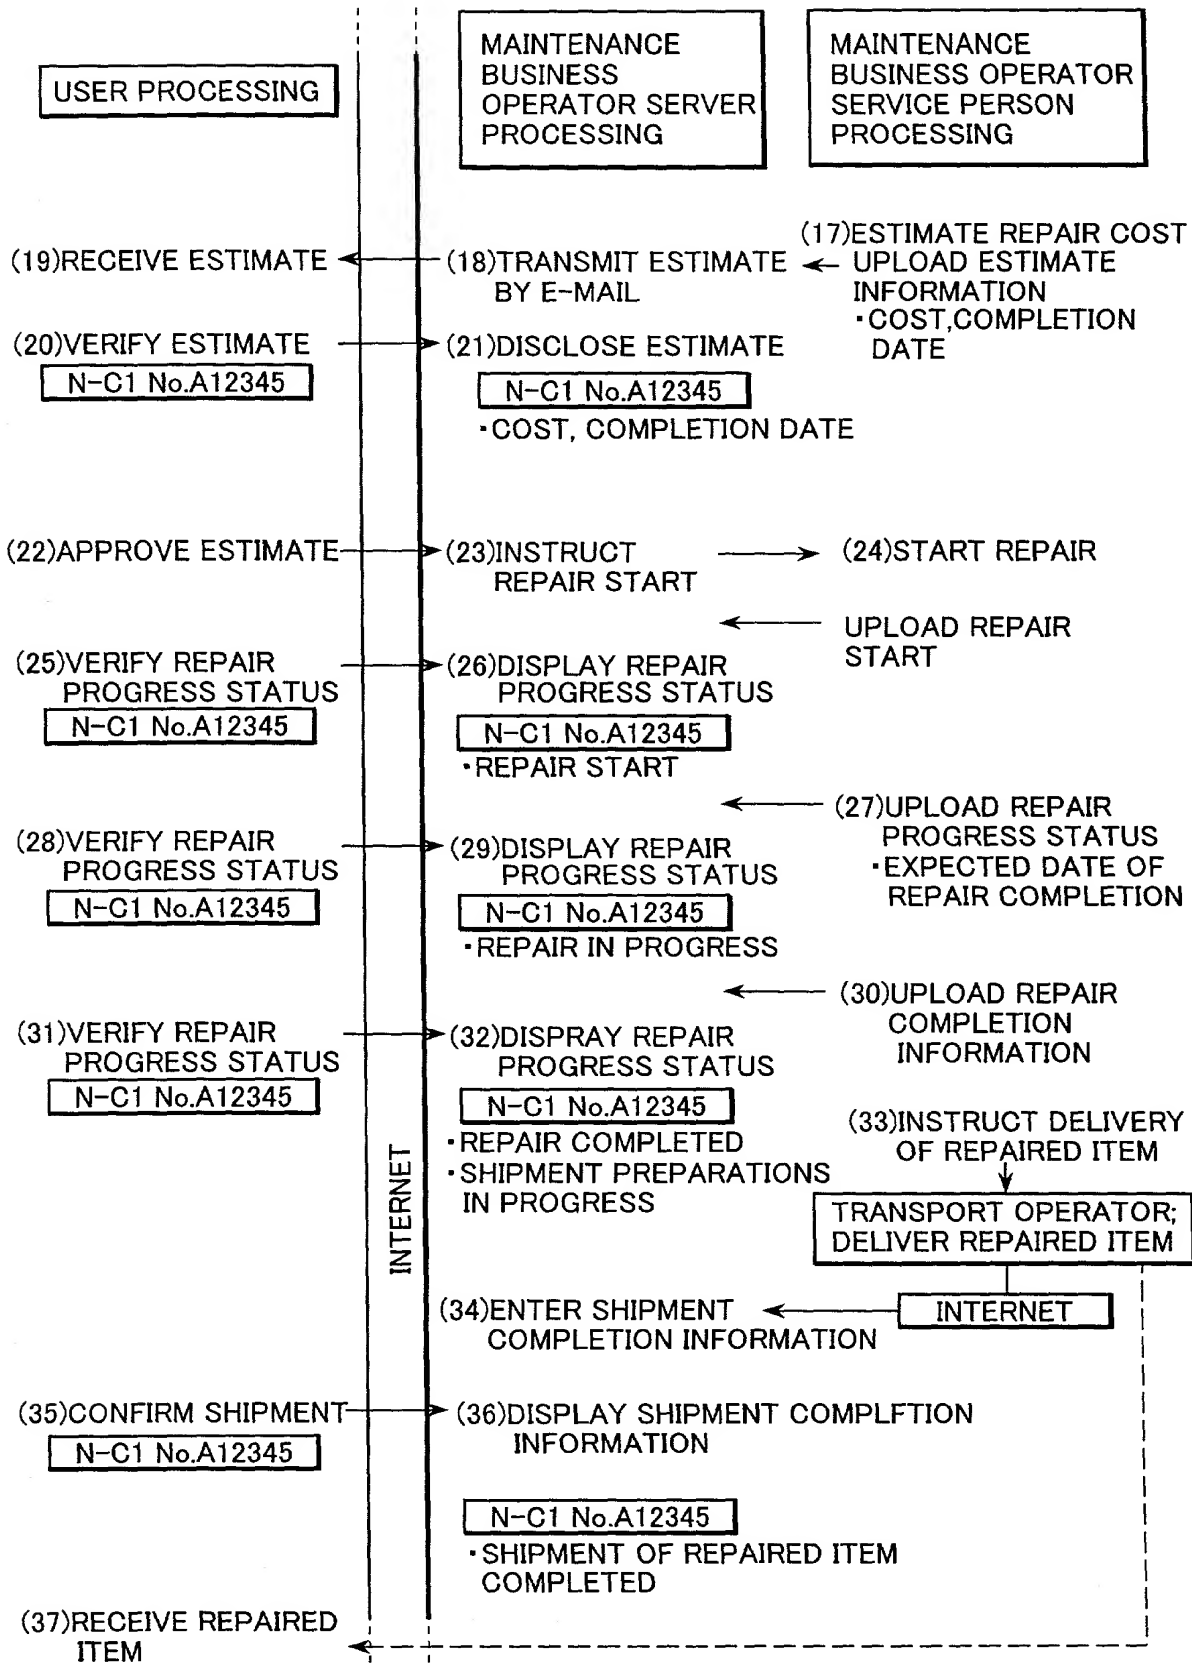 USER PROCESSING
MAINTENANCE
BUSINESS
OPERATOR SERVER
PROCESSING
MAINTENANCE
BUSINESS OPERATOR
SERVICE PERSON
PROCESSING
(17)ESTIMATE REPAIR COST
UPLOAD ESTIMATE
INFORMATION
・COST,COMPLETION
DATE
(18)TRANSMIT ESTIMATE
BY E-MAIL
(19)RECEIVE ESTIMATE
(20)VERIFY ESTIMATE
N-C1 No.A12345
(21)DISCLOSE ESTIMATE
N-C1 No.A12345
・COST, COMPLETION DATE
(22)APPROVE ESTIMATE
(23)INSTRUCT
REPAIR START
(24)START REPAIR
UPLOAD REPAIR
START
(25)VERIFY REPAIR
PROGRESS STATUS
N-C1 No.A12345
(26)DISPLAY REPAIR
PROGRESS STATUS
N-C1 No.A12345
・REPAIR START
(27)UPLOAD REPAIR
PROGRESS STATUS
・EXPECTED DATE OF
REPAIR COMPLETION
(28)VERIFY REPAIR
PROGRESS STATUS
N-C1 No.A12345
(29)DISPLAY REPAIR
PROGRESS STATUS
N-C1 No.A12345
・REPAIR IN PROGRESS
(30)UPLOAD REPAIR
COMPLETION
INFORMATION
(31)VERIFY REPAIR
PROGRESS STATUS
N-C1 No.A12345
(32)DISPRAY REPAIR
PROGRESS STATUS
N-C1 No.A12345
・REPAIR COMPLETED
・SHIPMENT PREPARATIONS
IN PROGRESS
INTERNET
(33)INSTRUCT DELIVERY
OF REPAIRED ITEM
TRANSPORT OPERATOR;
DELIVER REPAIRED ITEM
INTERNET
(34)ENTER SHIPMENT
COMPLETION INFORMATION
(35)CONFIRM SHIPMENT
N-C1 No.A12345
(36)DISPLAY SHIPMENT COMPLFTION
INFORMATION
N-C1 No.A12345
・SHIPMENT OF REPAIRED ITEM
COMPLETED
(37)RECEIVE REPAIRED
ITEM